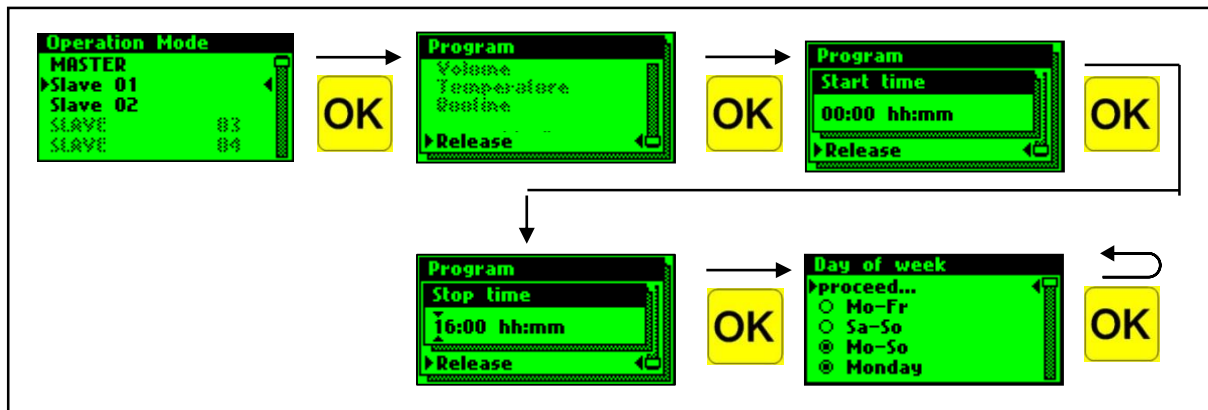 Operation Mode
MASTER
Slave 01
Slave 02
SLAVE 03
SLAVE 04
OK
Program
Volume
Temperature
Routine
Release
OK
Program
Start time
00:00 hh:mm
Release
OK
Program
Stop time
16:00 hh:mm
Release
OK
Day of week
proceed...
Mo-Fr
Sa-So
Mo-So
Monday
OK